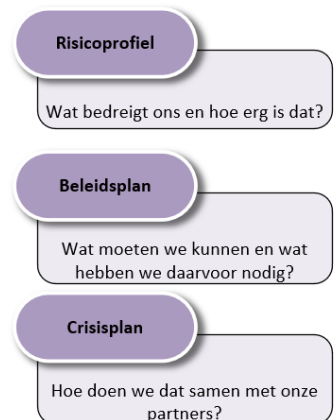 Risicoprofiel
Wat bedreigt ons en hoe erg is dat?
Beleidsplan
Wat moeten we kunnen en wat
hebben we daarvoor nodig?
Crisisplan
Hoe doen we dat samen met onze
partners?